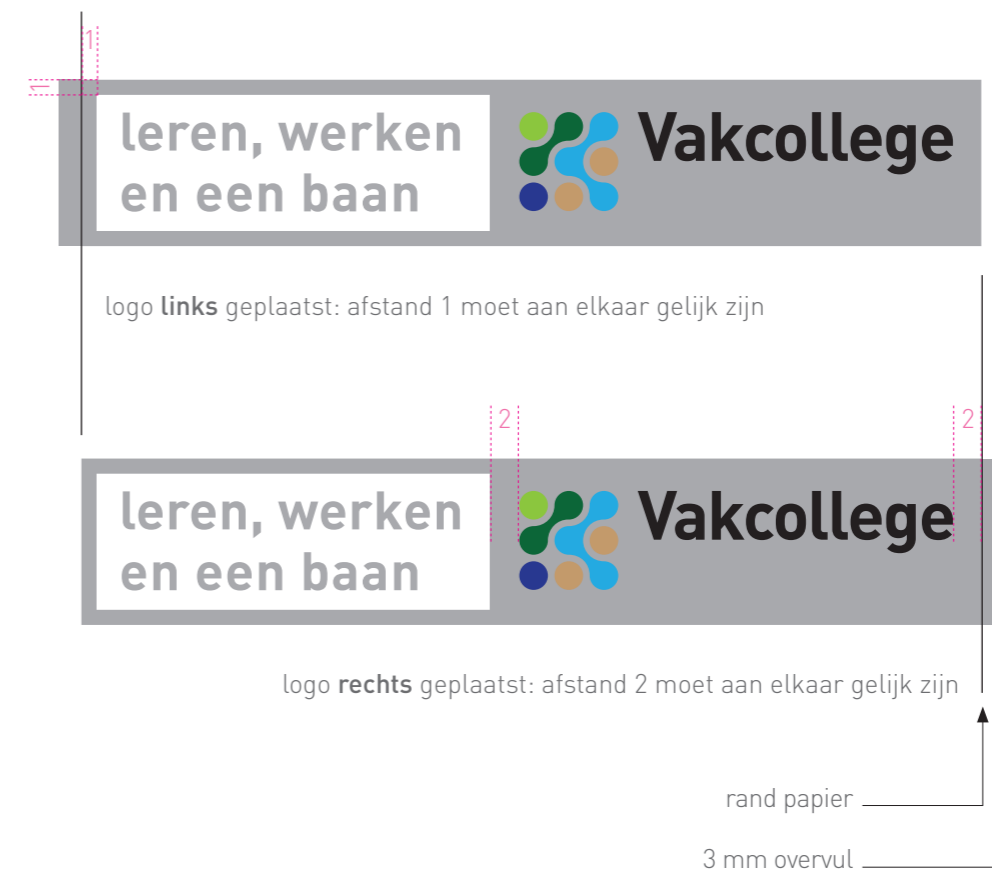 1
1
leren, werken
en een baan
Vakcollege
logo links geplaatst: afstand 1 moet aan elkaar gelijk zijn
2
2
leren, werken
en een baan
Vakcollege
logo rechts geplaatst: afstand 2 moet aan elkaar gelijk zijn
rand papier
3 mm overvul